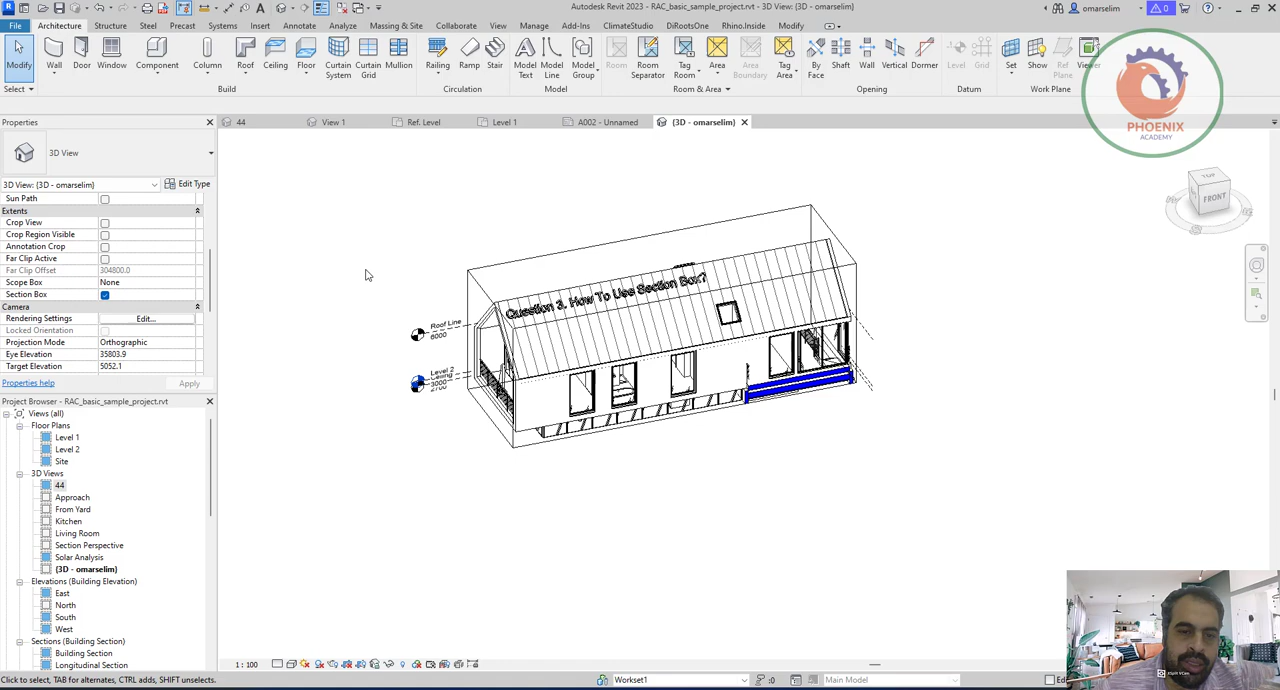 Autodesk Revit 2023 - RAC_basic_sample_project.rvt - 3D View: {3D - omarselim}
omarselim
0
File Architecture Structure Steel Precast Systems Insert Annotate Analyze Massing & Site Collaborate View Manage Add-Ins ClimateStudio DiRootsOne Rhino.Inside Modify
Modify Wall Door Window Component Column Roof Ceiling Floor Curtain System Curtain Grid Mullion Railing Ramp Stair Model Text Model Line Model Group Room Room Separator Tag Room Area Area Boundary Tag Area By Face Shaft Wall Vertical Dormer Level Grid Set Show Ref Plane Viewer
Select Build Circulation Model Room & Area Opening Datum Work Plane
PHOENIX
ACADEMY
Properties
44 View 1 Ref. Level Level 1 A002 - Unnamed {3D - omarselim}
3D View
3D View: {3D - omarselim} Edit Type
Sun Path
Extents
Crop View
Crop Region Visible
Annotation Crop
Far Clip Active
Far Clip Offset 304800.0
Scope Box None
Section Box
Camera
Rendering Settings Edit...
Locked Orientation
Projection Mode Orthographic
Eye Elevation 35803.9
Target Elevation 5052.1
Properties help Apply
TOP
FRONT
Question 3. How To Use Section Box?
Roof Line
6000
Level 2
Ceiling
3000
2700
Project Browser - RAC_basic_sample_project.rvt
Views (all)
Floor Plans
Level 1
Level 2
Site
3D Views
44
Approach
From Yard
Kitchen
Living Room
Section Perspective
Solar Analysis
{3D - omarselim}
Elevations (Building Elevation)
East
North
South
West
Sections (Building Section)
Building Section
Longitudinal Section
1 : 100
Click to select, TAB for alternates, CTRL adds, SHIFT unselects.
Workset1
:0
Main Model
XSplit VCam